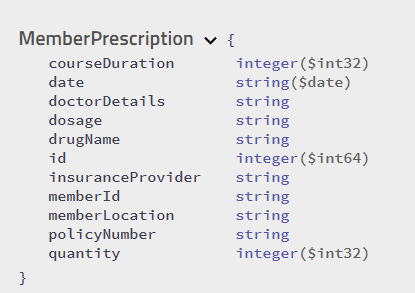 MemberPrescription {
courseDuration integer($int32)
date string($date)
doctorDetails string
dosage string
drugName string
id integer($int64)
insuranceProvider string
memberId string
memberLocation string
policyNumber string
quantity integer($int32)
}